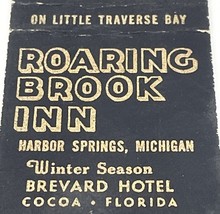 ON LITTLE TRAVERSE BAY
ROARING
BROOK
INN
HARBOR SPRINGS, MICHIGAN
Winter Season
BREVARD HOTEL
COCOA • FLORIDA